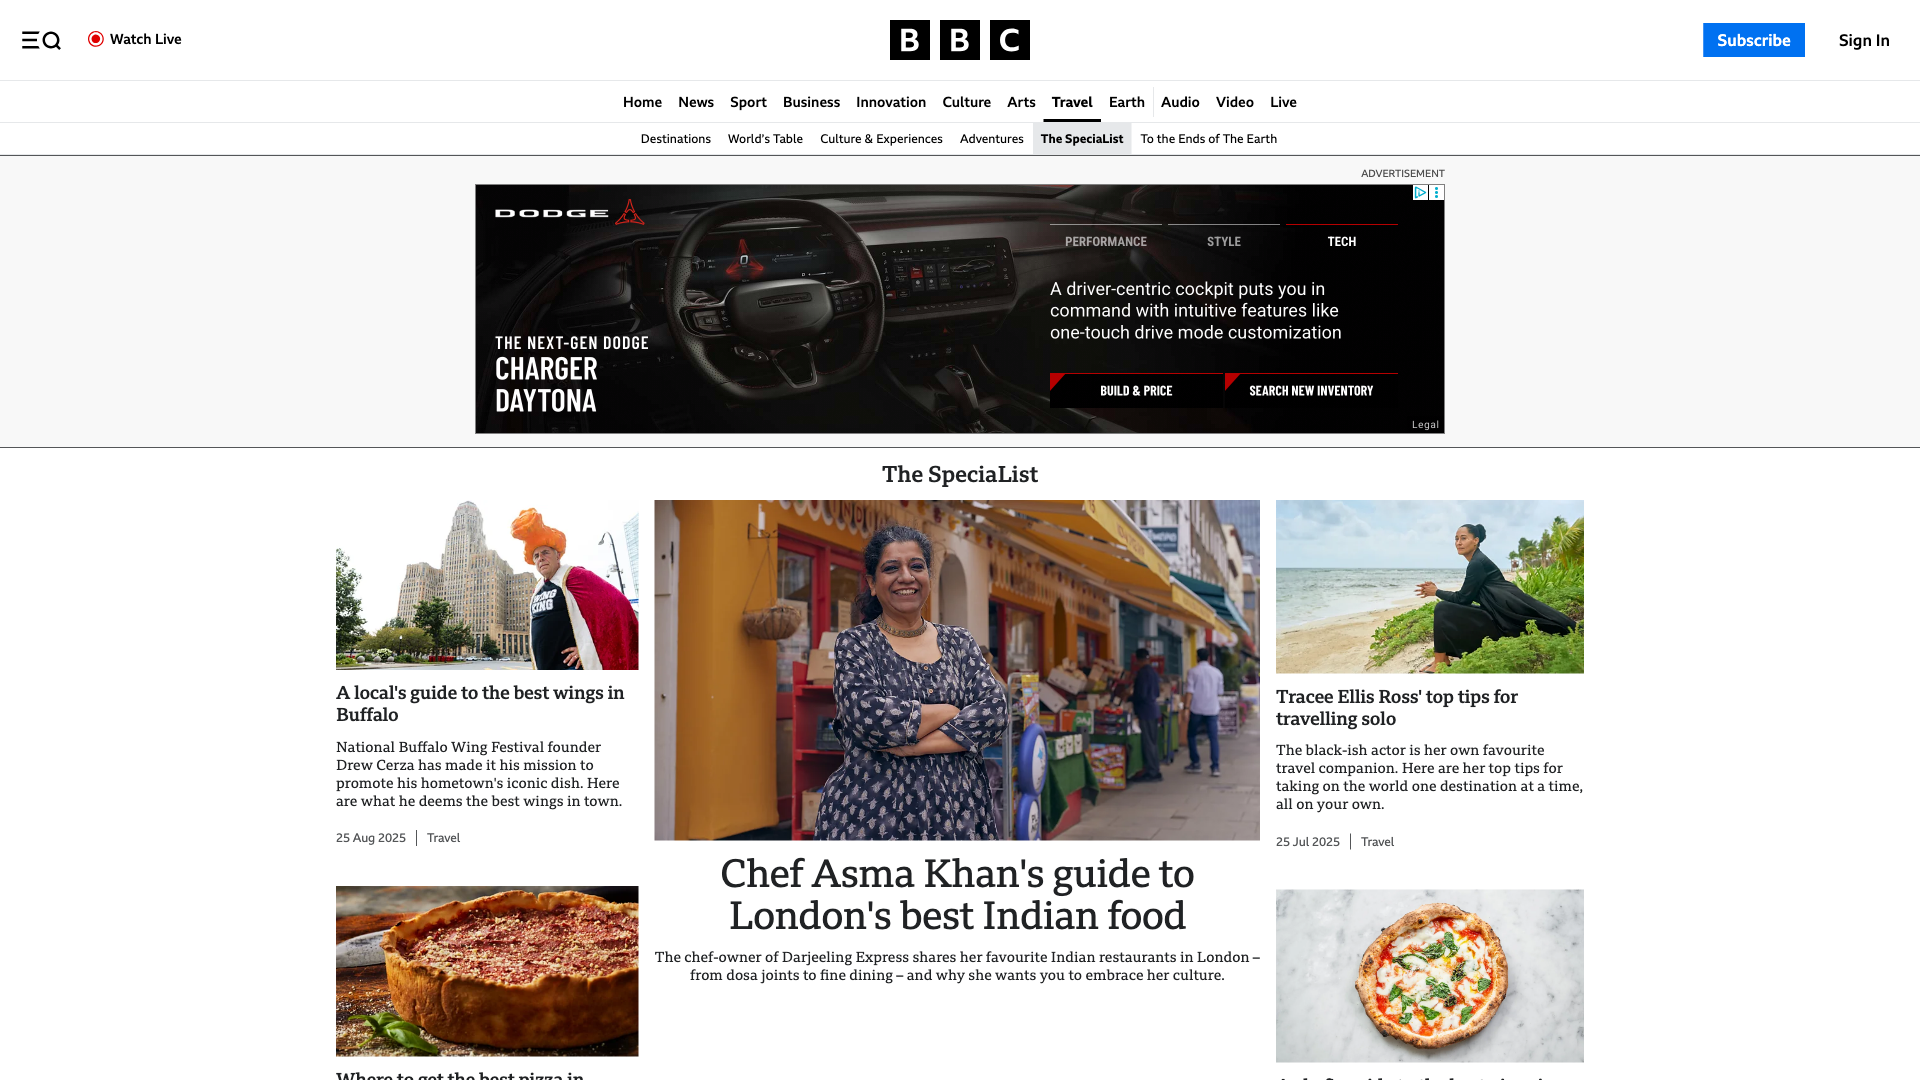 Watch Live
BBC
Subscribe
Sign In
Home News Sport Business Innovation Culture Arts Travel Earth Audio Video Live
Destinations World's Table Culture & Experiences Adventures The SpeciaList To the Ends of The Earth
ADVERTISEMENT
DODGE
PERFORMANCE STYLE TECH
A driver-centric cockpit puts you in
command with intuitive features like
one-touch drive mode customization
THE NEXT-GEN DODGE
CHARGER
DAYTONA
BUILD & PRICE SEARCH NEW INVENTORY
Legal
The SpeciaList
WING
KING
A local's guide to the best wings in
Buffalo
National Buffalo Wing Festival founder
Drew Cerza has made it his mission to
promote his hometown's iconic dish. Here
are what he deems the best wings in town.
25 Aug 2025 | Travel
Chef Asma Khan's guide to
London's best Indian food
The chef-owner of Darjeeling Express shares her favourite Indian restaurants in London –
from dosa joints to fine dining – and why she wants you to embrace her culture.
Tracee Ellis Ross' top tips for
travelling solo
The black-ish actor is her own favourite
travel companion. Here are her top tips for
taking on the world one destination at a time,
all on your own.
25 Jul 2025 | Travel
Where to get the best pizza in